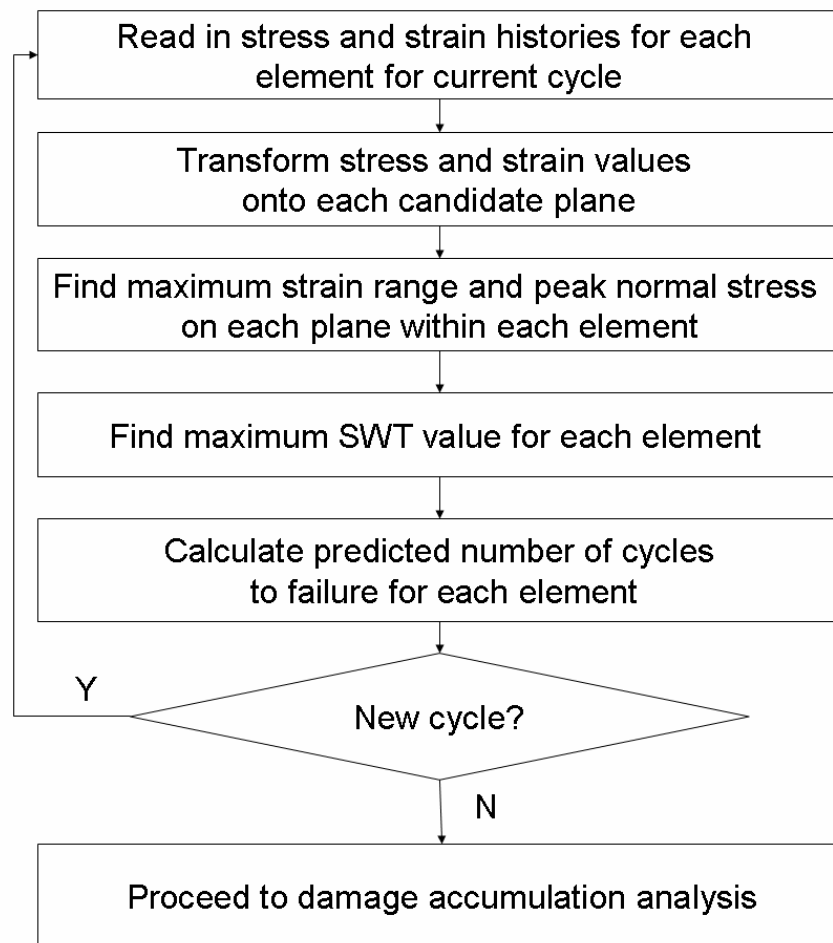 Read in stress and strain histories for each
element for current cycle
Transform stress and strain values
onto each candidate plane
Find maximum strain range and peak normal stress
on each plane within each element
Find maximum SWT value for each element
Calculate predicted number of cycles
to failure for each element
Y
New cycle?
N
Proceed to damage accumulation analysis